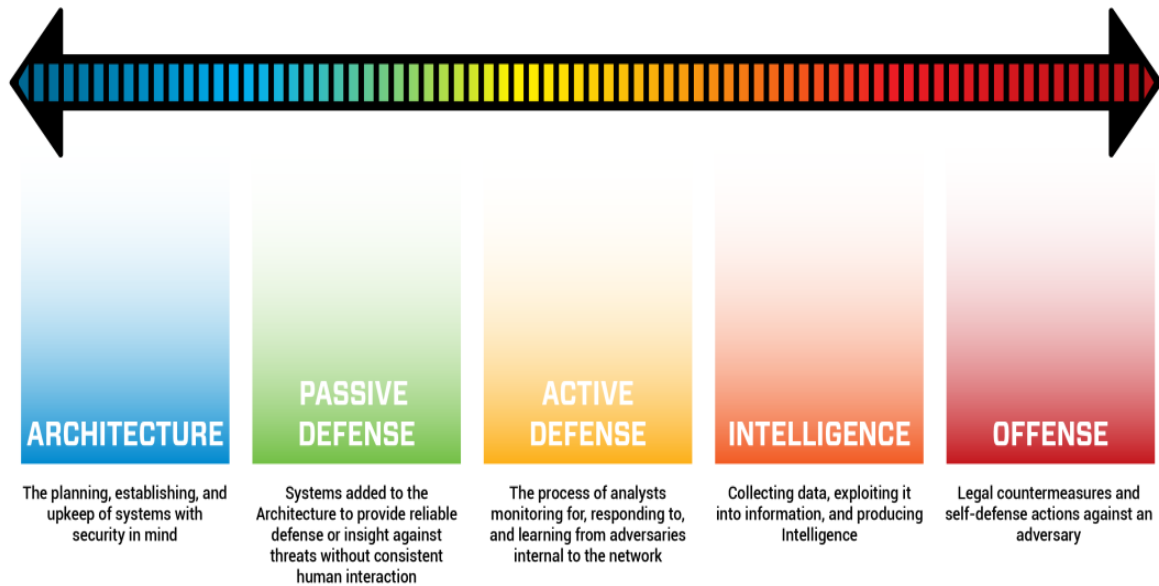 ARCHITECTURE
PASSIVE
DEFENSE
ACTIVE
DEFENSE
INTELLIGENCE
OFFENSE
The planning, establishing, and
upkeep of systems with
security in mind
Systems added to the
Architecture to provide reliable
defense or insight against
threats without consistent
human interaction
The process of analysts
monitoring for, responding to,
and learning from adversaries
internal to the network
Collecting data, exploiting it
into information, and producing
Intelligence
Legal countermeasures and
self-defense actions against an
adversary